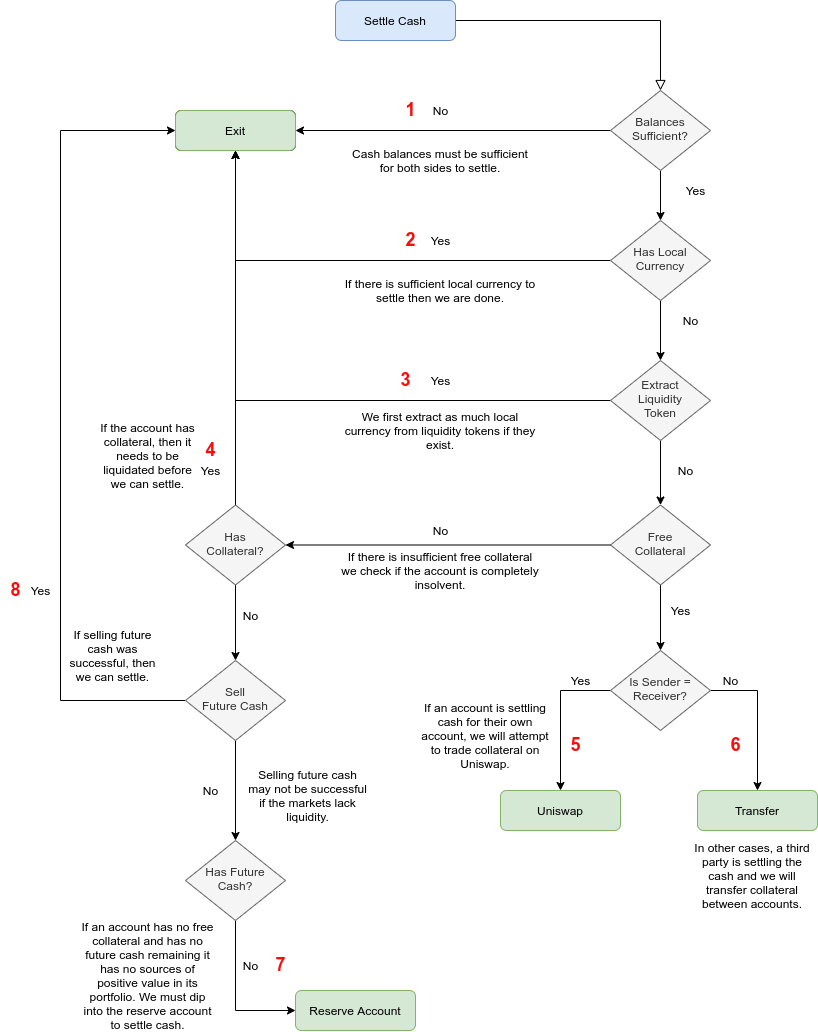 Settle Cash
1 No
Exit
Balances
Sufficient?
Cash balances must be sufficient
for both sides to settle.
Yes
2 Yes
Has Local
Currency
If there is sufficient local currency to
settle then we are done.
No
3 Yes
Extract
Liquidity
Token
We first extract as much local
currency from liquidity tokens if they
exist.
If the account has
collateral, then it
needs to be
liquidated before
we can settle.
4
Yes
No
No
Has
Collateral?
Free
Collateral
If there is insufficient free collateral
we check if the account is completely
insolvent.
8 Yes
No
Yes
If selling future
cash was
successful, then
we can settle.
Sell
Future Cash
Yes
Is Sender =
Receiver?
No
If an account is settling
cash for their own
account, we will attempt
to trade collateral on
Uniswap.
5
6
No
Selling future cash
may not be successful
if the markets lack
liquidity.
Uniswap
Transfer
In other cases, a third
party is settling the
cash and we will
transfer collateral
between accounts.
Has Future
Cash?
If an account has no free
collateral and has no
future cash remaining it
has no sources of
positive value in its
portfolio. We must dip
into the reserve account
to settle cash.
No 7
Reserve Account